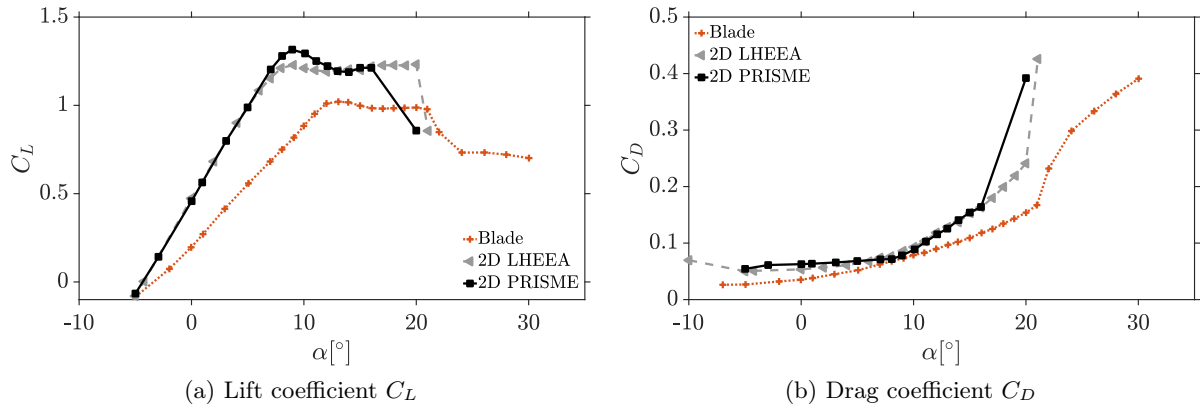 1.5
1
0.5
0
C_L
-10
0
10
20
30
α[°]
Blade
2D LHEEA
2D PRISME
(a) Lift coefficient C_L
0.5
0.4
0.3
0.2
0.1
0
C_D
-10
0
10
20
30
α[°]
Blade
2D LHEEA
2D PRISME
(b) Drag coefficient C_D